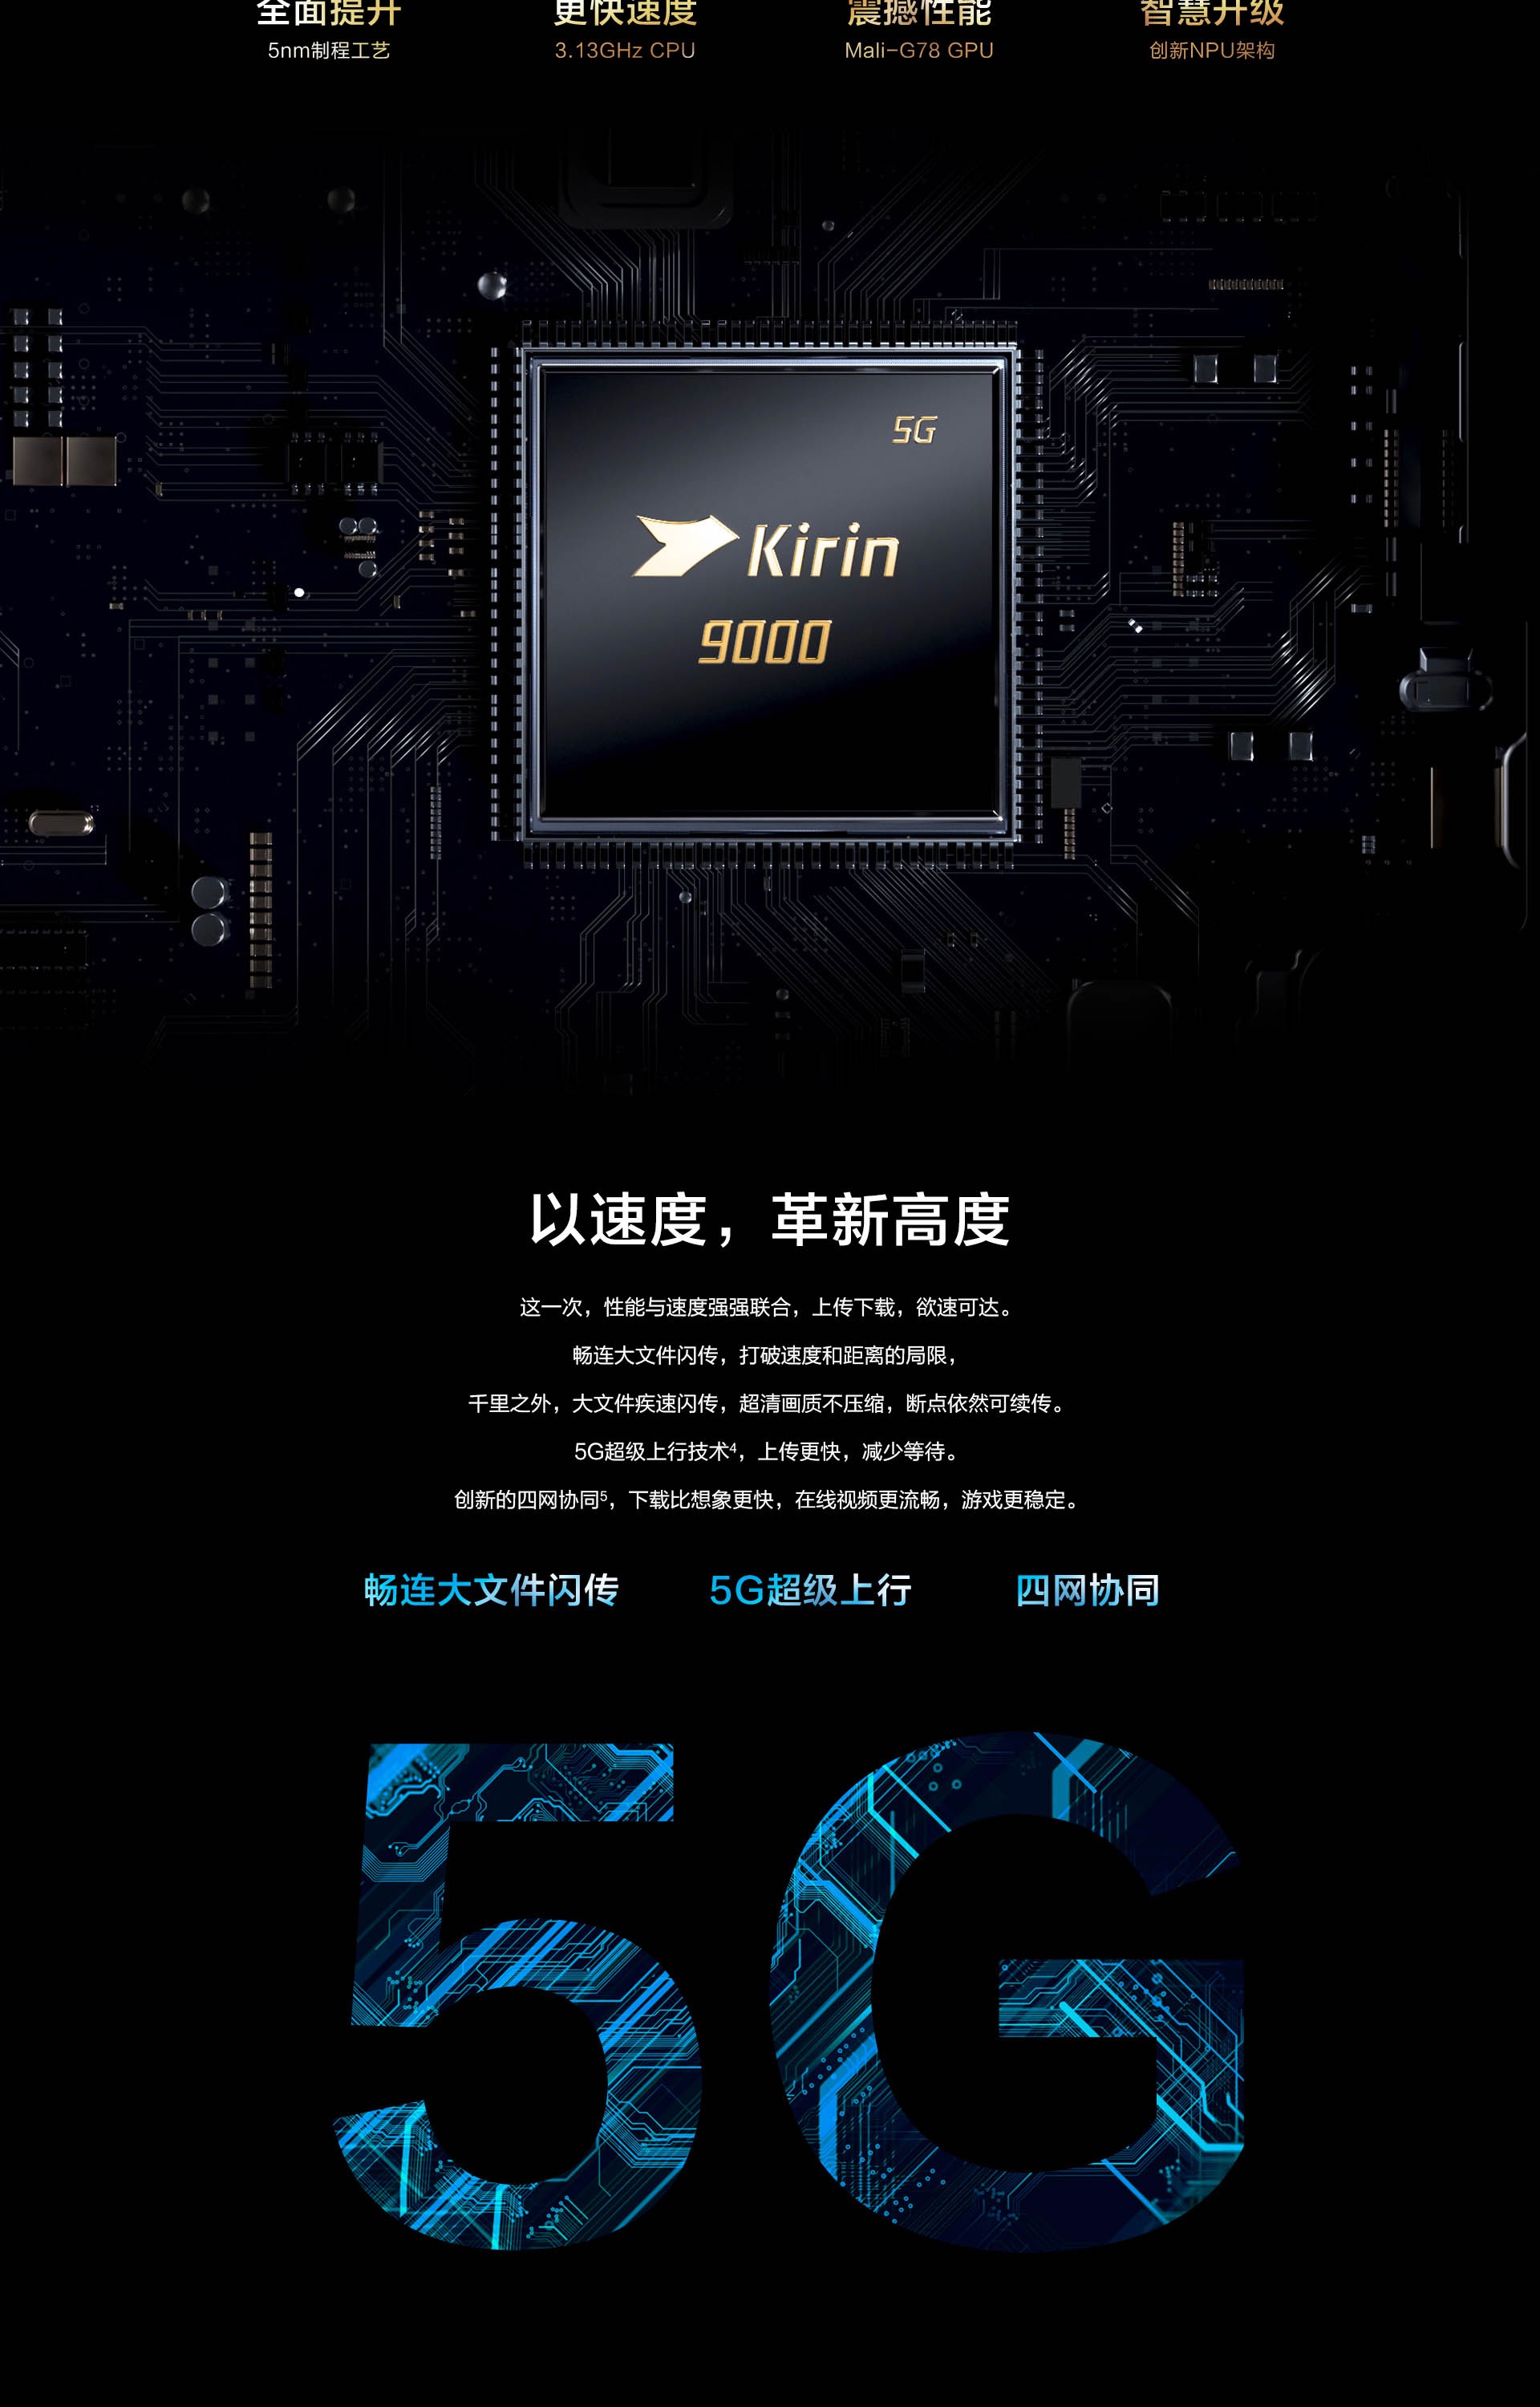 全面提升
更快速度
震撼性能
智慧升级
5nm制程工艺
3.13GHz CPU
Mali-G78 GPU
创新NPU架构
5G
Kirin
9000
以速度，革新高度
这一次，性能与速度强强联合，上传下载，欲速可达。
畅连大文件闪传，打破速度和距离的局限，
千里之外，大文件疾速闪传，超清画质不压缩，断点依然可续传。
5G超级上行技术⁴，上传更快，减少等待。
创新的四网协同⁵，下载比想象更快，在线视频更流畅，游戏更稳定。
畅连大文件闪传
5G超级上行
四网协同
5G